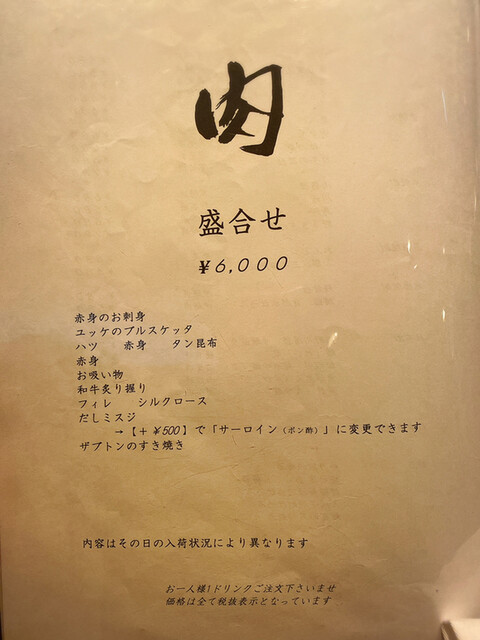 肉
盛合せ
¥6,000
赤身のお刺身
ユッケのブルスケッタ
ハツ　赤身　タン昆布
赤身
お吸い物
和牛炙り握り
フィレ　シルクロース
だしミスジ
→【＋¥500】で「サーロイン（ポン酢）」に変更できます
ザブトンのすき焼き
内容はその日の入荷状況により異なります
お一人様1ドリンクご注文下さいませ
価格は全て税抜表示となっています